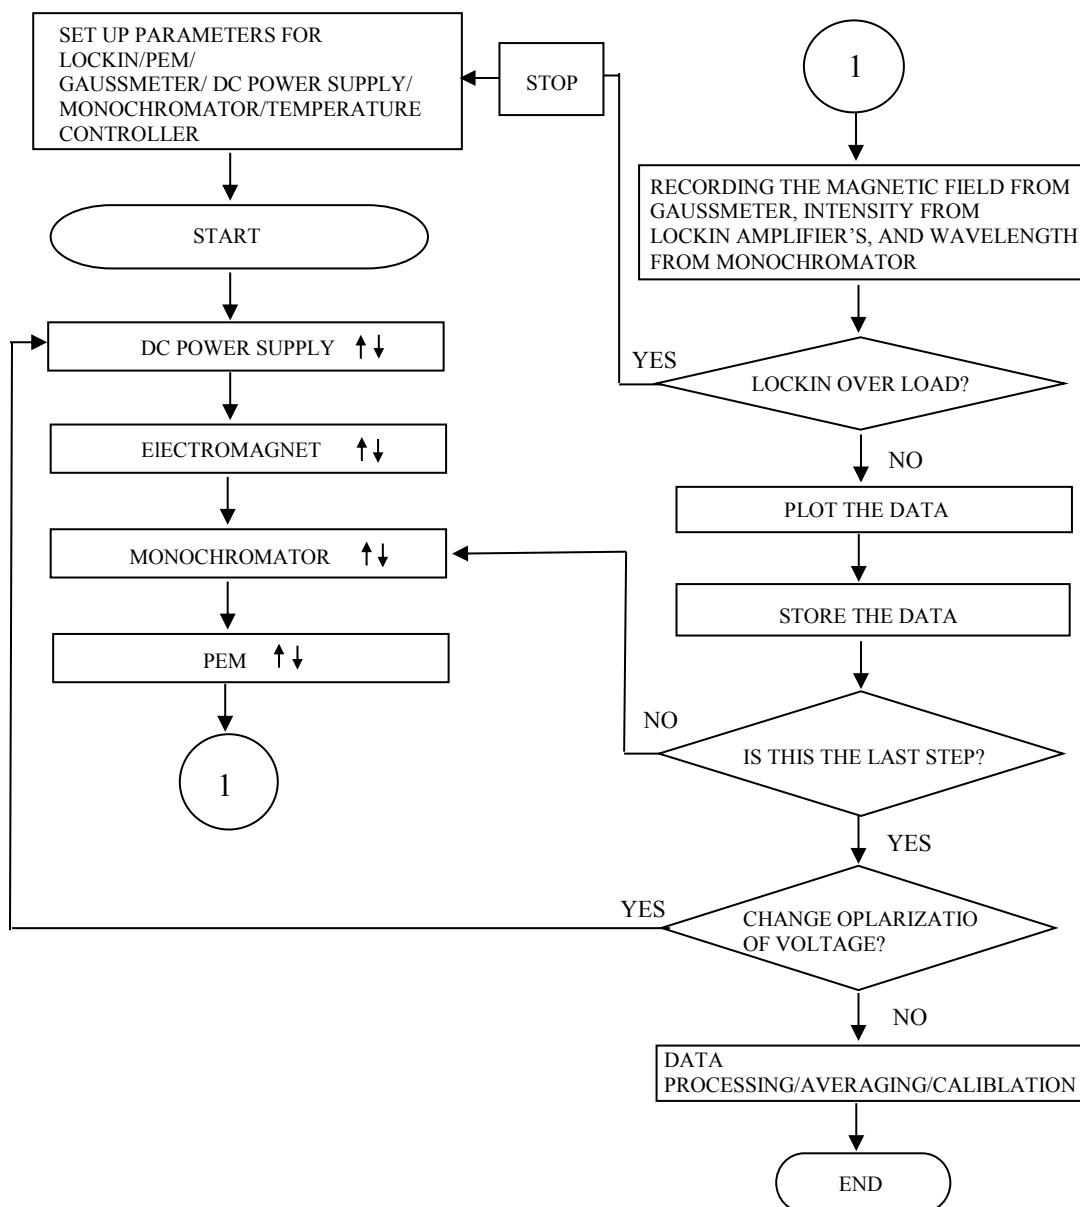 SET UP PARAMETERS FOR
LOCKIN/PEM/
GAUSSMETER/ DC POWER SUPPLY/
MONOCHROMATOR/TEMPERATURE
CONTROLLER
STOP
START
DC POWER SUPPLY ↑↓
ElECTROMAGNET ↑↓
MONOCHROMATOR ↑↓
PEM ↑↓
1
1
RECORDING THE MAGNETIC FIELD FROM
GAUSSMETER, INTENSITY FROM
LOCKIN AMPLIFIER’S, AND WAVELENGTH
FROM MONOCHROMATOR
YES
LOCKIN OVER LOAD?
NO
PLOT THE DATA
STORE THE DATA
NO
IS THIS THE LAST STEP?
YES
YES
CHANGE OPLARIZATIO
OF VOLTAGE?
NO
DATA
PROCESSING/AVERAGING/CALIBLATION
END